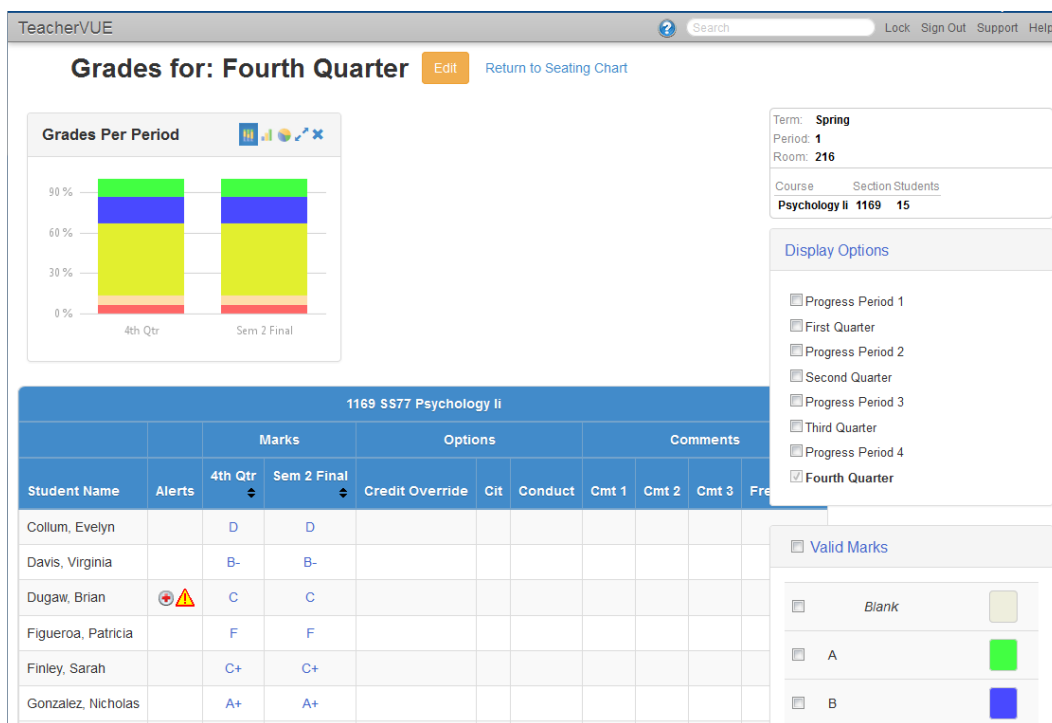 TeacherVUE
Search
Lock Sign Out Support Help
Grades for: Fourth Quarter
Edit
Return to Seating Chart
Grades Per Period
90 %
60 %
30 %
0 %
4th Qtr
Sem 2 Final
Term: Spring
Period: 1
Room: 216
Course Section Students
Psychology Ii 1169 15
Display Options
Progress Period 1
First Quarter
Progress Period 2
Second Quarter
Progress Period 3
Third Quarter
Progress Period 4
Fourth Quarter
1169 SS77 Psychology Ii
Marks Options Comments
Student Name Alerts 4th Qtr Sem 2 Final Credit Override Cit Conduct Cmt 1 Cmt 2 Cmt 3 Fre
Collum, Evelyn D D
Davis, Virginia B- B-
Dugaw, Brian C C
Figueroa, Patricia F F
Finley, Sarah C+ C+
Gonzalez, Nicholas A+ A+
Valid Marks
Blank
A
B